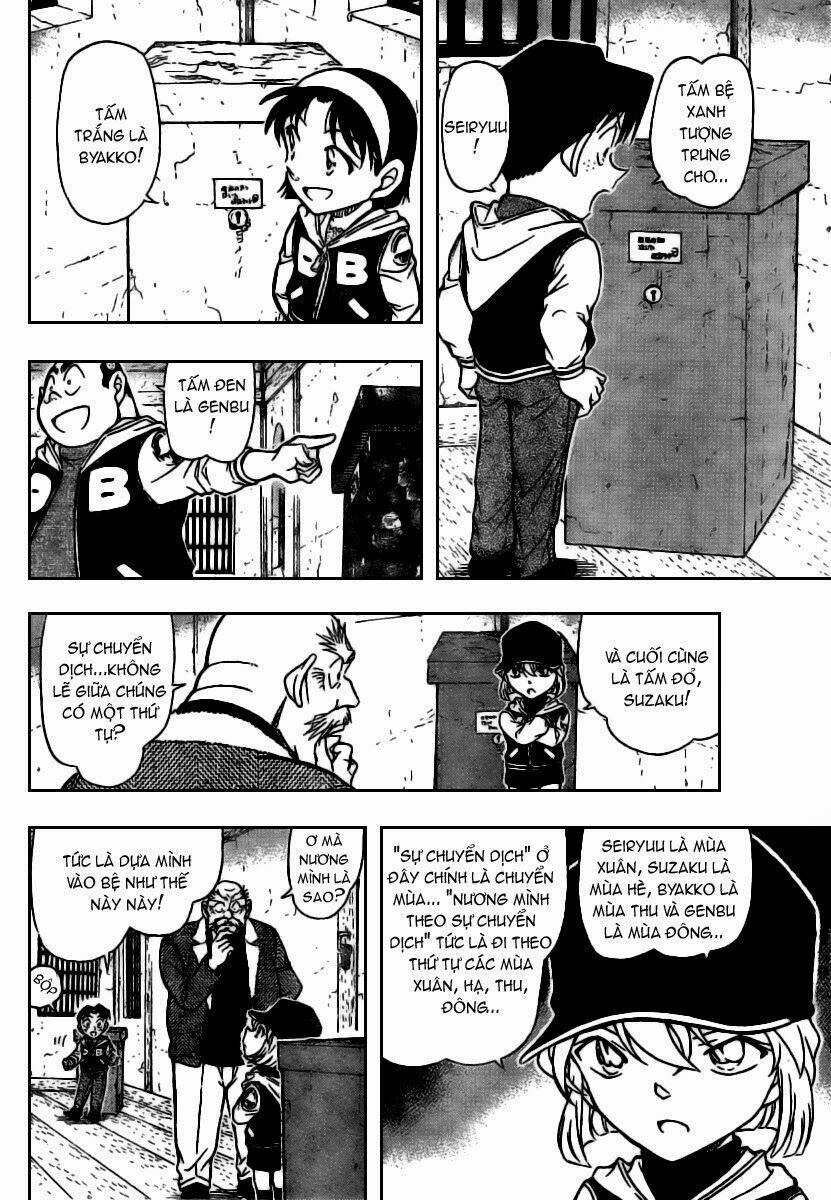 TẤM BỆ
XANH
TƯỢNG
TRUNG
CHO...
SEIRYUU
!
TẤM
TRẮNG LÀ
BYAKKO!
TẤM ĐEN
LÀ GENBU
!
VÀ CUỐI CÙNG
LÀ TẤM ĐỎ,
SUZAKU!
SỰ CHUYỂN
DỊCH...KHÔNG
LẼ GIỮA CHÚNG
CÓ MỘT THỨ
TỰ?
SEIRYUU LÀ MÙA
XUÂN, SUZAKU LÀ
MÙA HÈ, BYAKKO LÀ
MÙA THU VÀ GENBU
LÀ MÙA ĐÔNG...
"SỰ CHUYỂN DỊCH" Ở
ĐÂY CHÍNH LÀ CHUYỂN
MÙA... "NƯƠNG MÌNH
THEO SỰ CHUYỂN
DỊCH" TỨC LÀ ĐI THEO
THỨ TỰ CÁC MÙA
XUÂN, HẠ, THU,
ĐÔNG...
Ơ MÀ
NƯƠNG
MÌNH LÀ
SAO?
TỨC LÀ DỰA MÌNH
VÀO BỆ NHƯ THẾ
NÀY NÀY!
BỘP
B
B